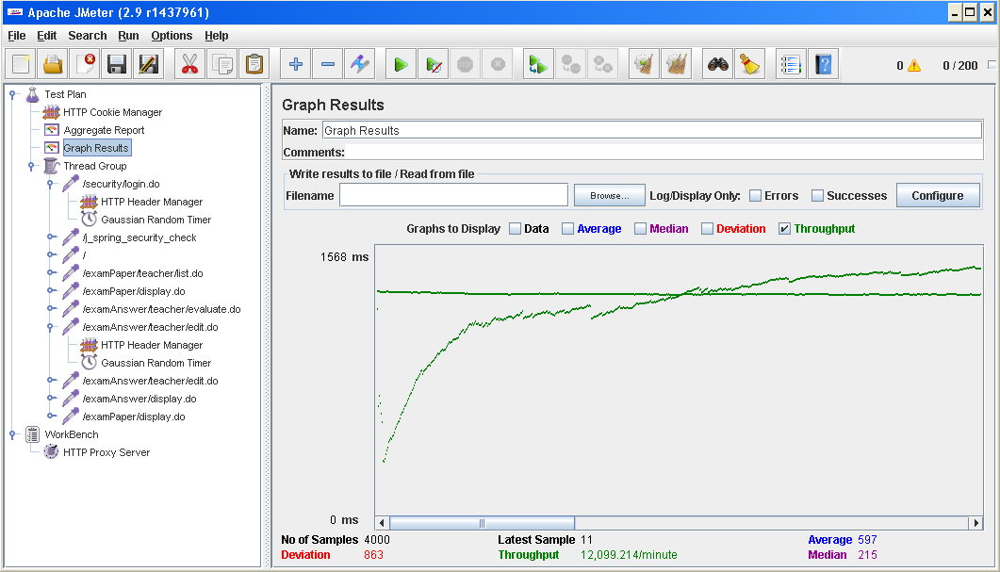 Apache JMeter (2.9 r1437961)
File Edit Search Run Options Help
0 0 / 200
Test Plan
HTTP Cookie Manager
Aggregate Report
Graph Results
Thread Group
/security/login.do
HTTP Header Manager
Gaussian Random Timer
/j_spring_security_check
/
/examPaper/teacher/list.do
/examPaper/display.do
/examAnswer/teacher/evaluate.do
/examAnswer/teacher/edit.do
HTTP Header Manager
Gaussian Random Timer
/examAnswer/teacher/edit.do
/examAnswer/display.do
/examPaper/display.do
WorkBench
HTTP Proxy Server
Graph Results
Name: Graph Results
Comments:
Write results to file / Read from file
Filename Browse... Log/Display Only: Errors Successes Configure
Graphs to Display Data Average Median Deviation Throughput
1568 ms
0 ms
No of Samples 4000 Latest Sample 11 Average 597
Deviation 863 Throughput 12,099.214/minute Median 215